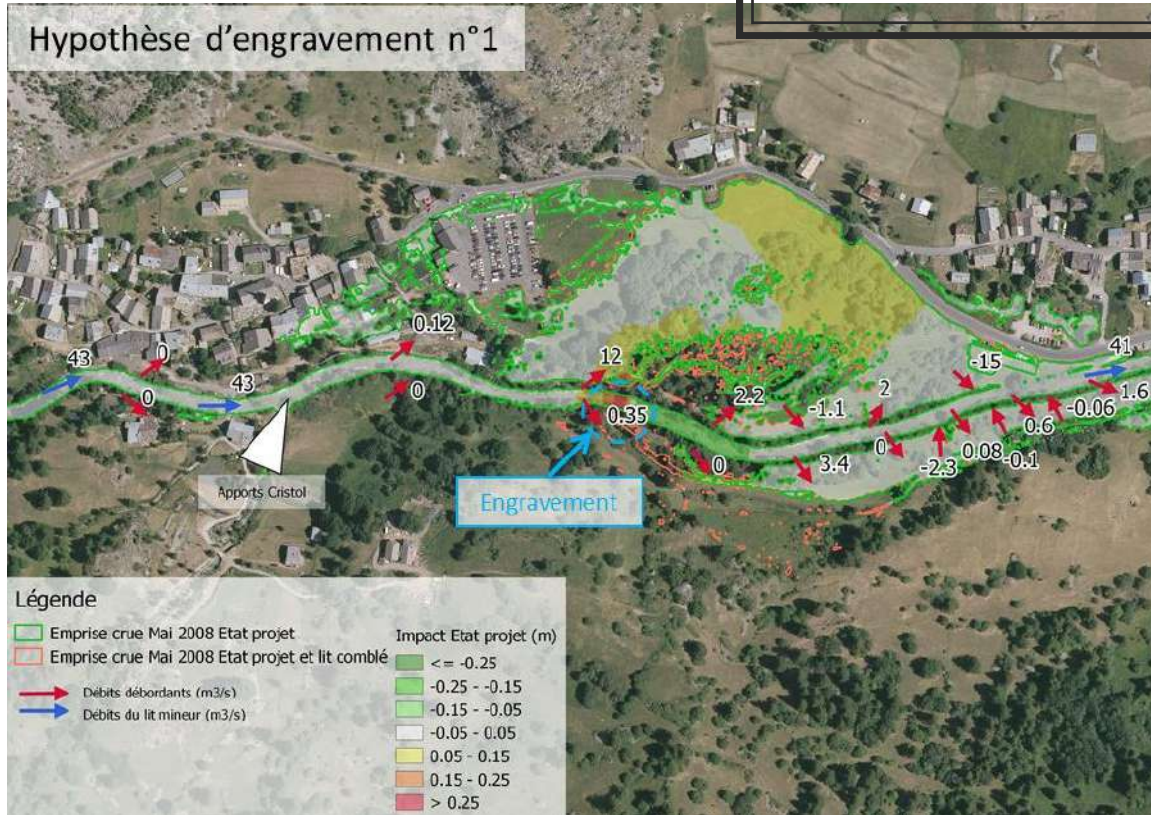 Hypothèse d'engravement n°1
43
0
0
43
0.12
0
12
0.35
2.2
-1.1
2
-15
41
1.6
-0.06
0.6
-0.1
0.08
-2.3
0
3.4
0
Apports Cristol
Engravement
Légende
Emprise crue Mai 2008 Etat projet
Emprise crue Mai 2008 Etat projet et lit comblé
Débits débordants (m3/s)
Débits du lit mineur (m3/s)
Impact Etat projet (m)
<= -0.25
-0.25 - -0.15
-0.15 - -0.05
-0.05 - 0.05
0.05 - 0.15
0.15 - 0.25
> 0.25